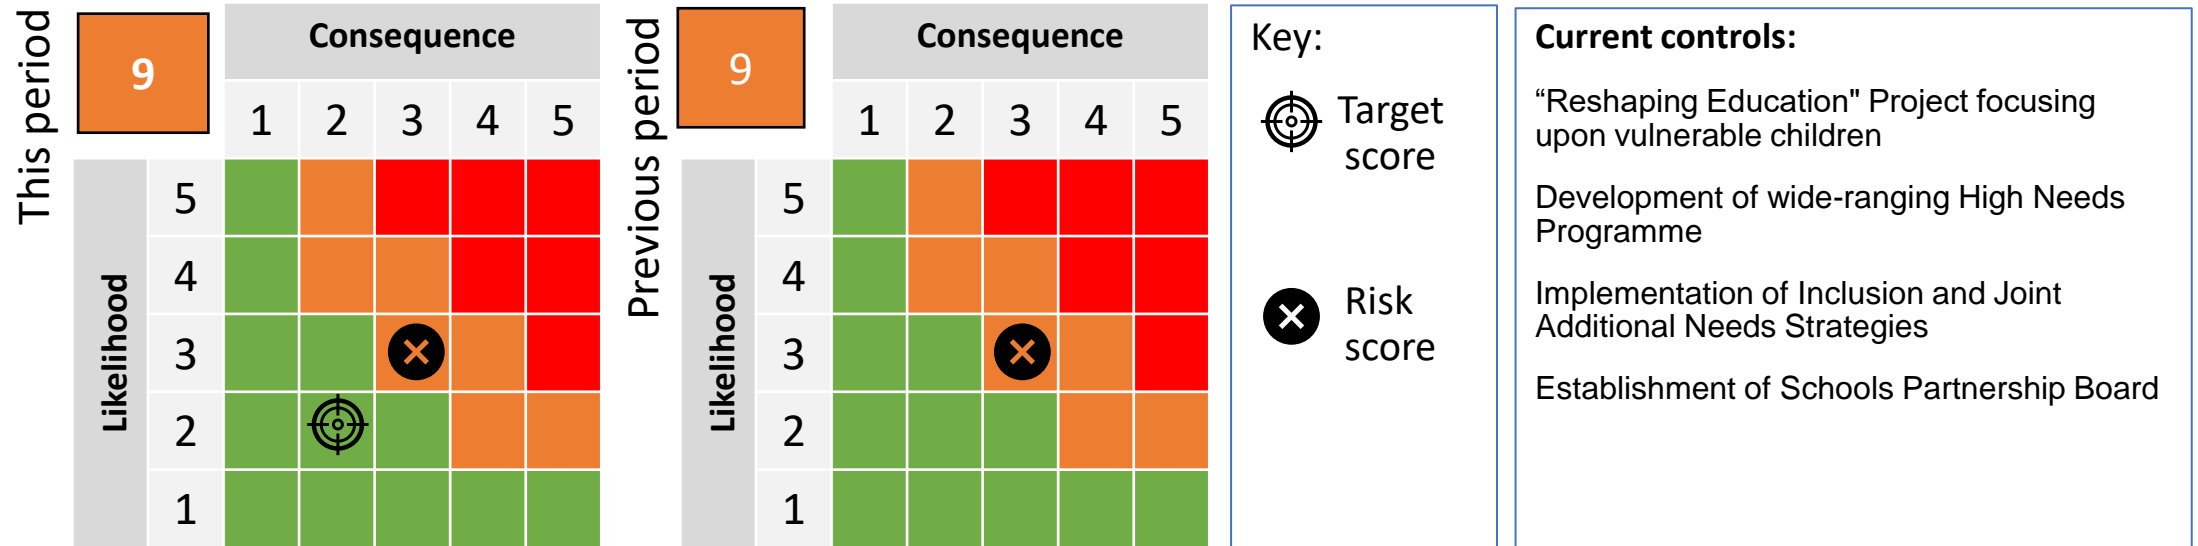 This period
9
Consequence
1 2 3 4 5
Likelihood
5
4
3
2
1
Previous period
9
Consequence
1 2 3 4 5
Likelihood
5
4
3
2
1
Key:
Target
score
Risk
score
Current controls:
“Reshaping Education" Project focusing
upon vulnerable children
Development of wide-ranging High Needs
Programme
Implementation of Inclusion and Joint
Additional Needs Strategies
Establishment of Schools Partnership Board